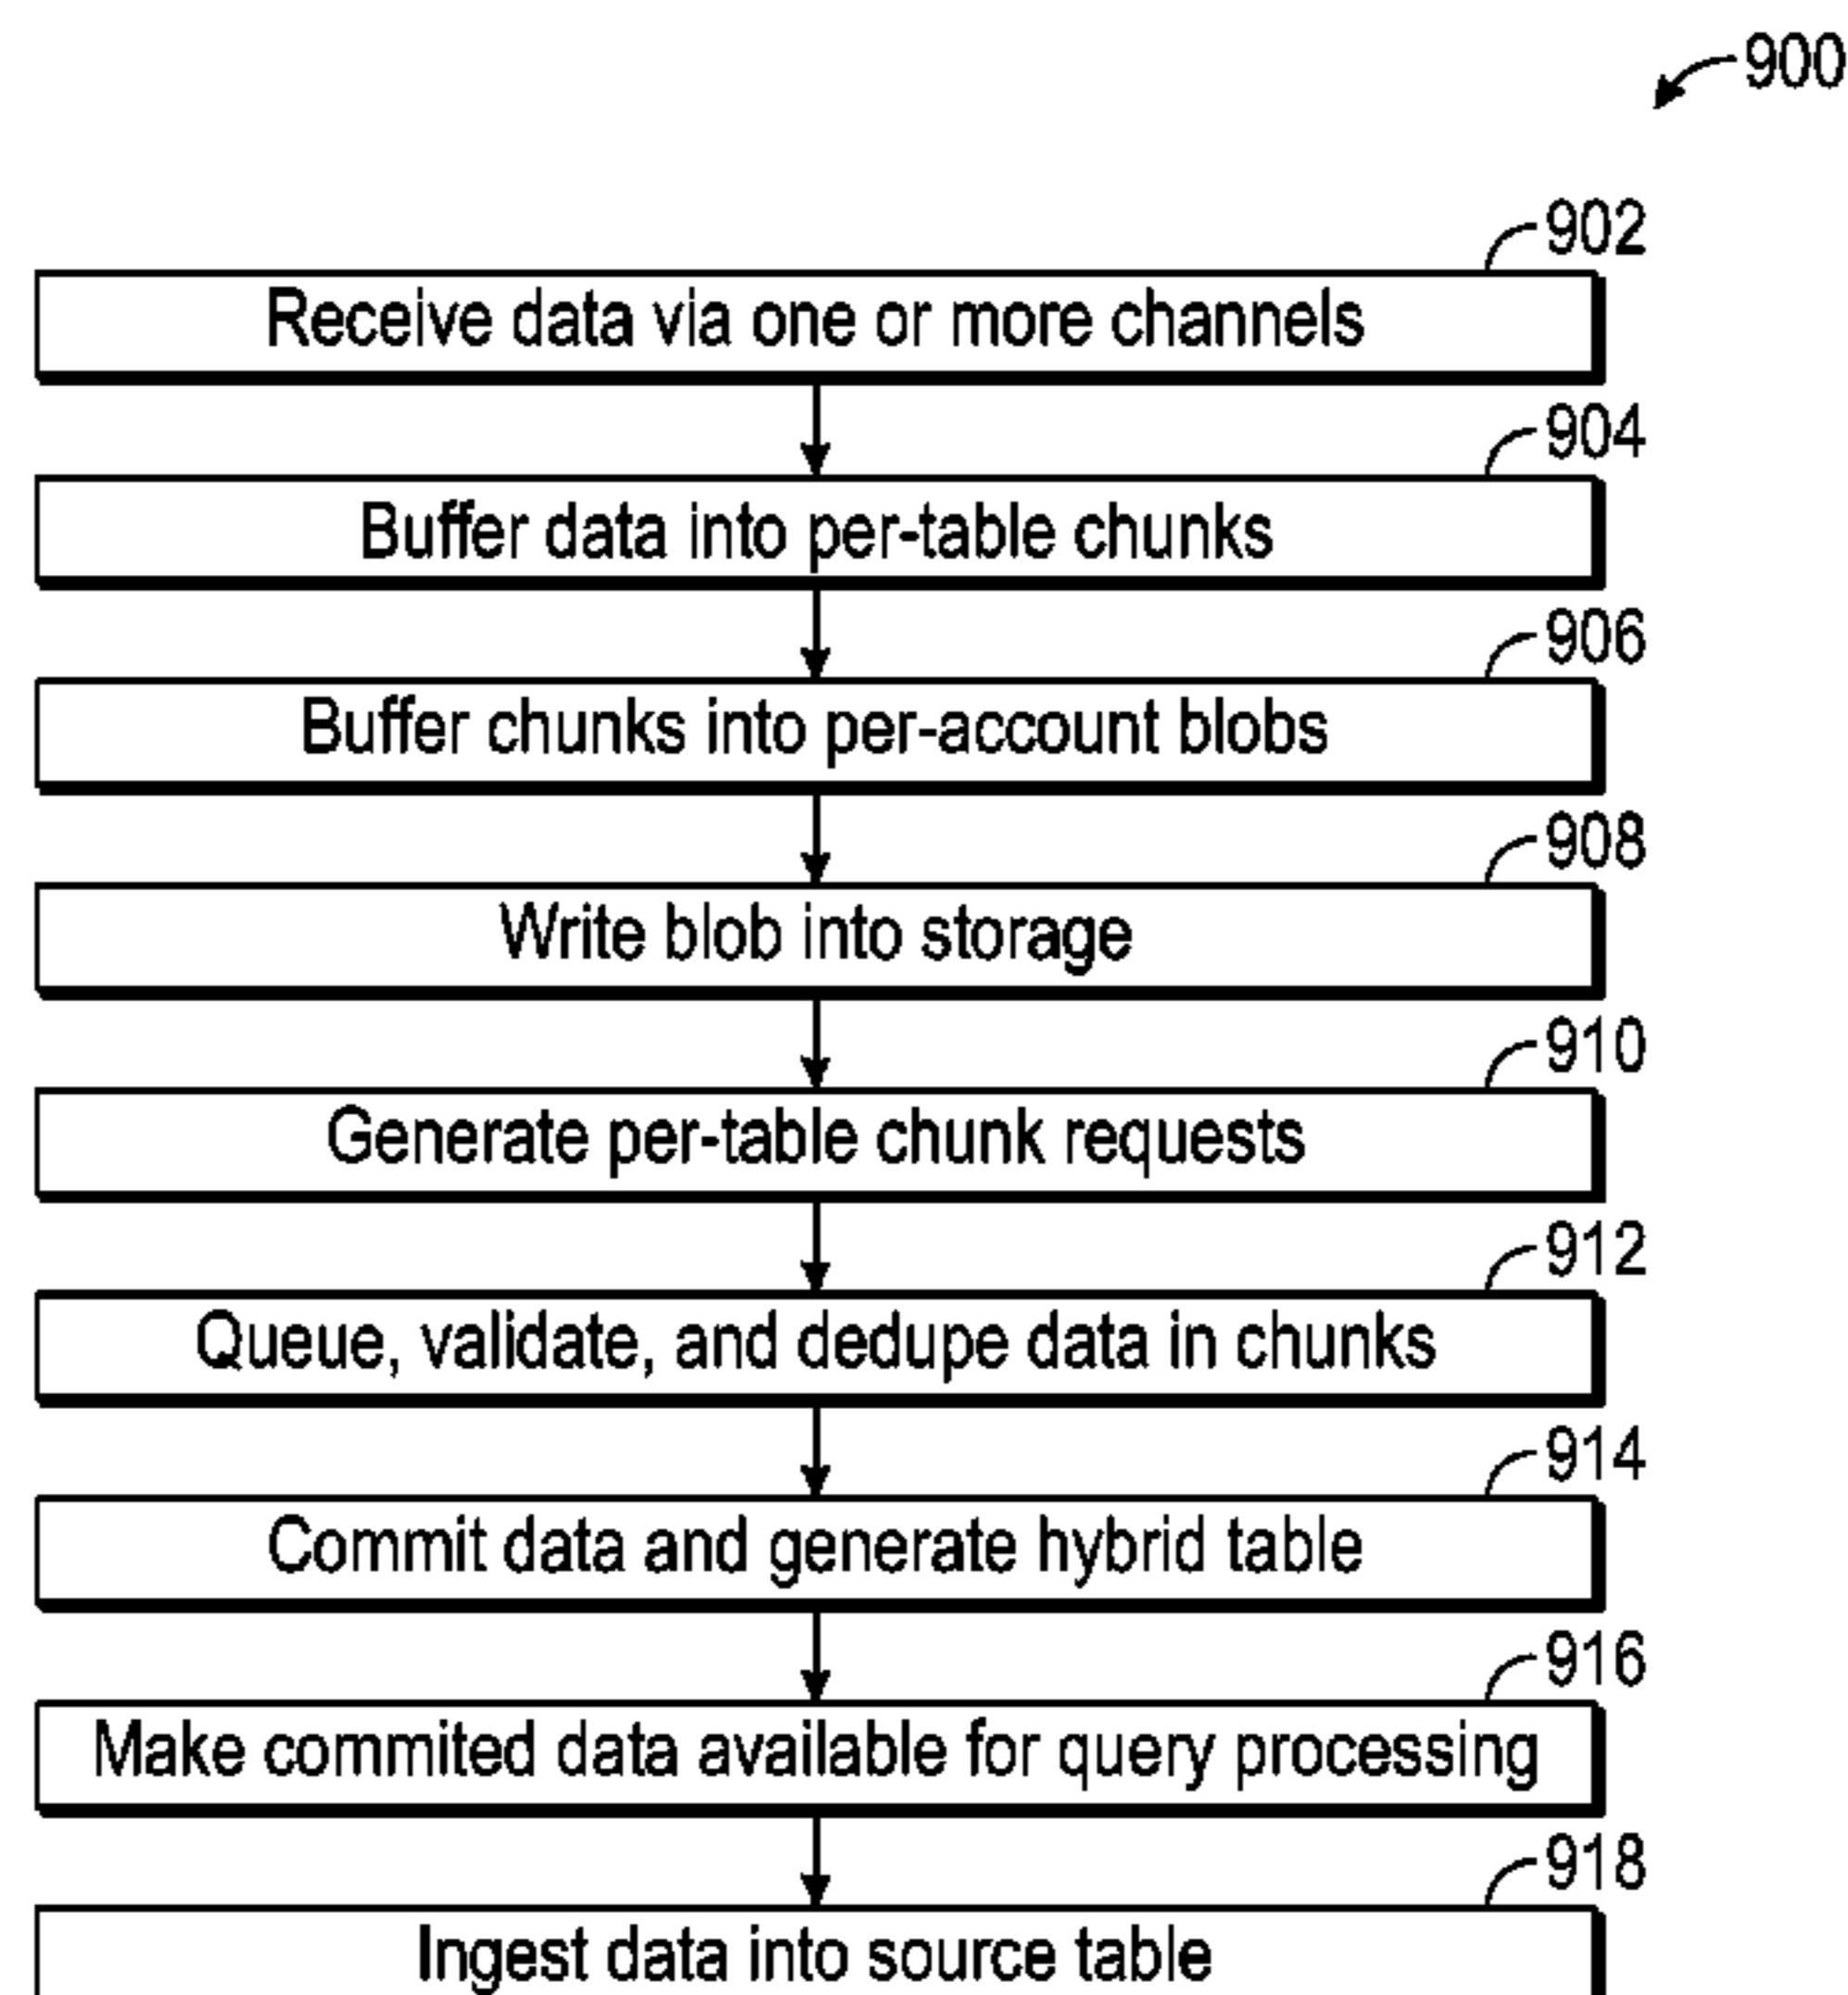 900
902
Receive data via one or more channels
904
Buffer data into per-table chunks
906
Buffer chunks into per-account blobs
908
Write blob into storage
910
Generate per-table chunk requests
912
Queue, validate, and dedupe data in chunks
914
Commit data and generate hybrid table
916
Make commited data available for query processing
918
Ingest data into source table